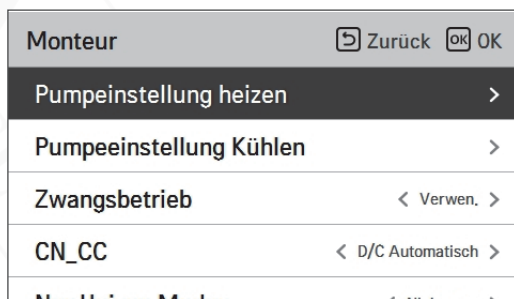 Monteur Zurück OK OK
Pumpeinstellung heizen >
Pumpeeinstellung Kühlen >
Zwangsbetrieb < Verwen. >
CN_CC < D/C Automatisch >